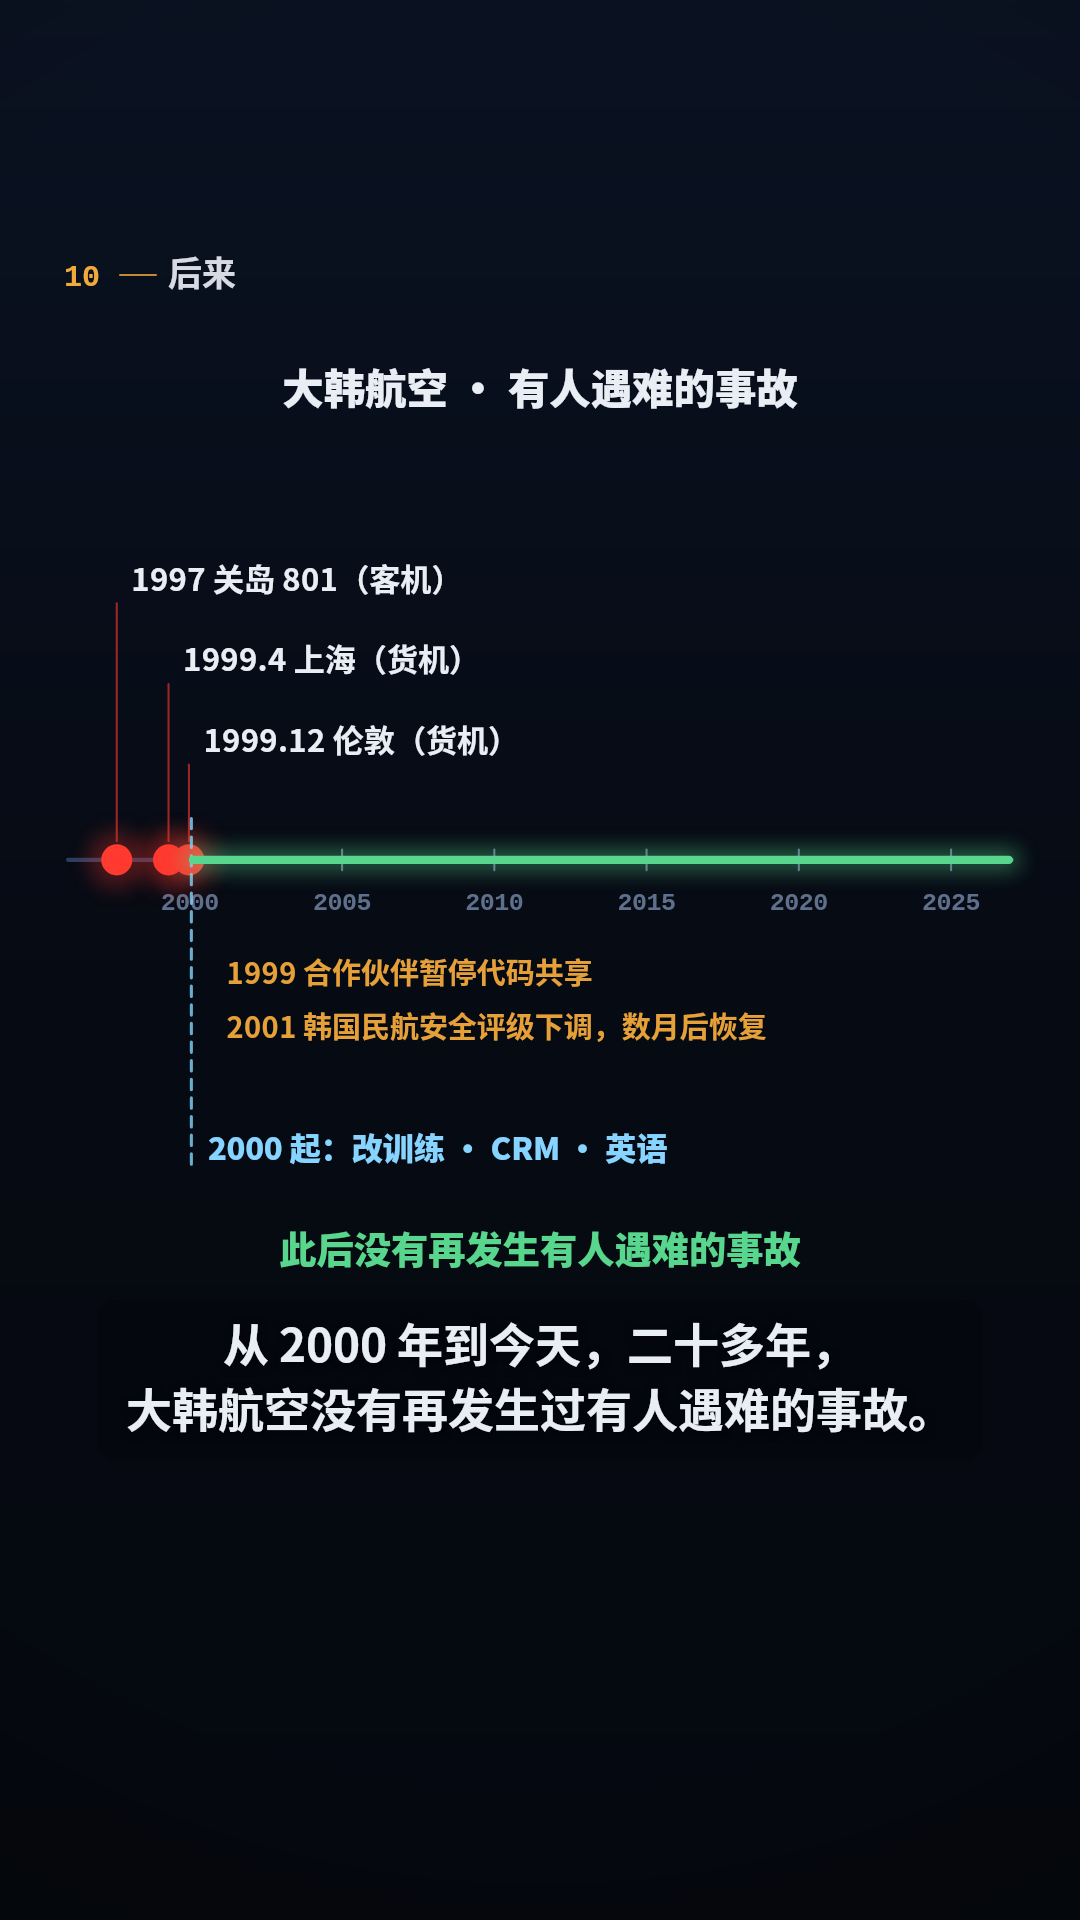 10 — 后来
大韩航空 · 有人遇难的事故
1997 关岛 801（客机）
1999.4 上海（货机）
1999.12 伦敦（货机）
2000 2005 2010 2015 2020 2025
1999 合作伙伴暂停代码共享
2001 韩国民航安全评级下调，数月后恢复
2000 起：改训练 · CRM · 英语
此后没有再发生有人遇难的事故
从 2000 年到今天，二十多年，
大韩航空没有再发生过有人遇难的事故。